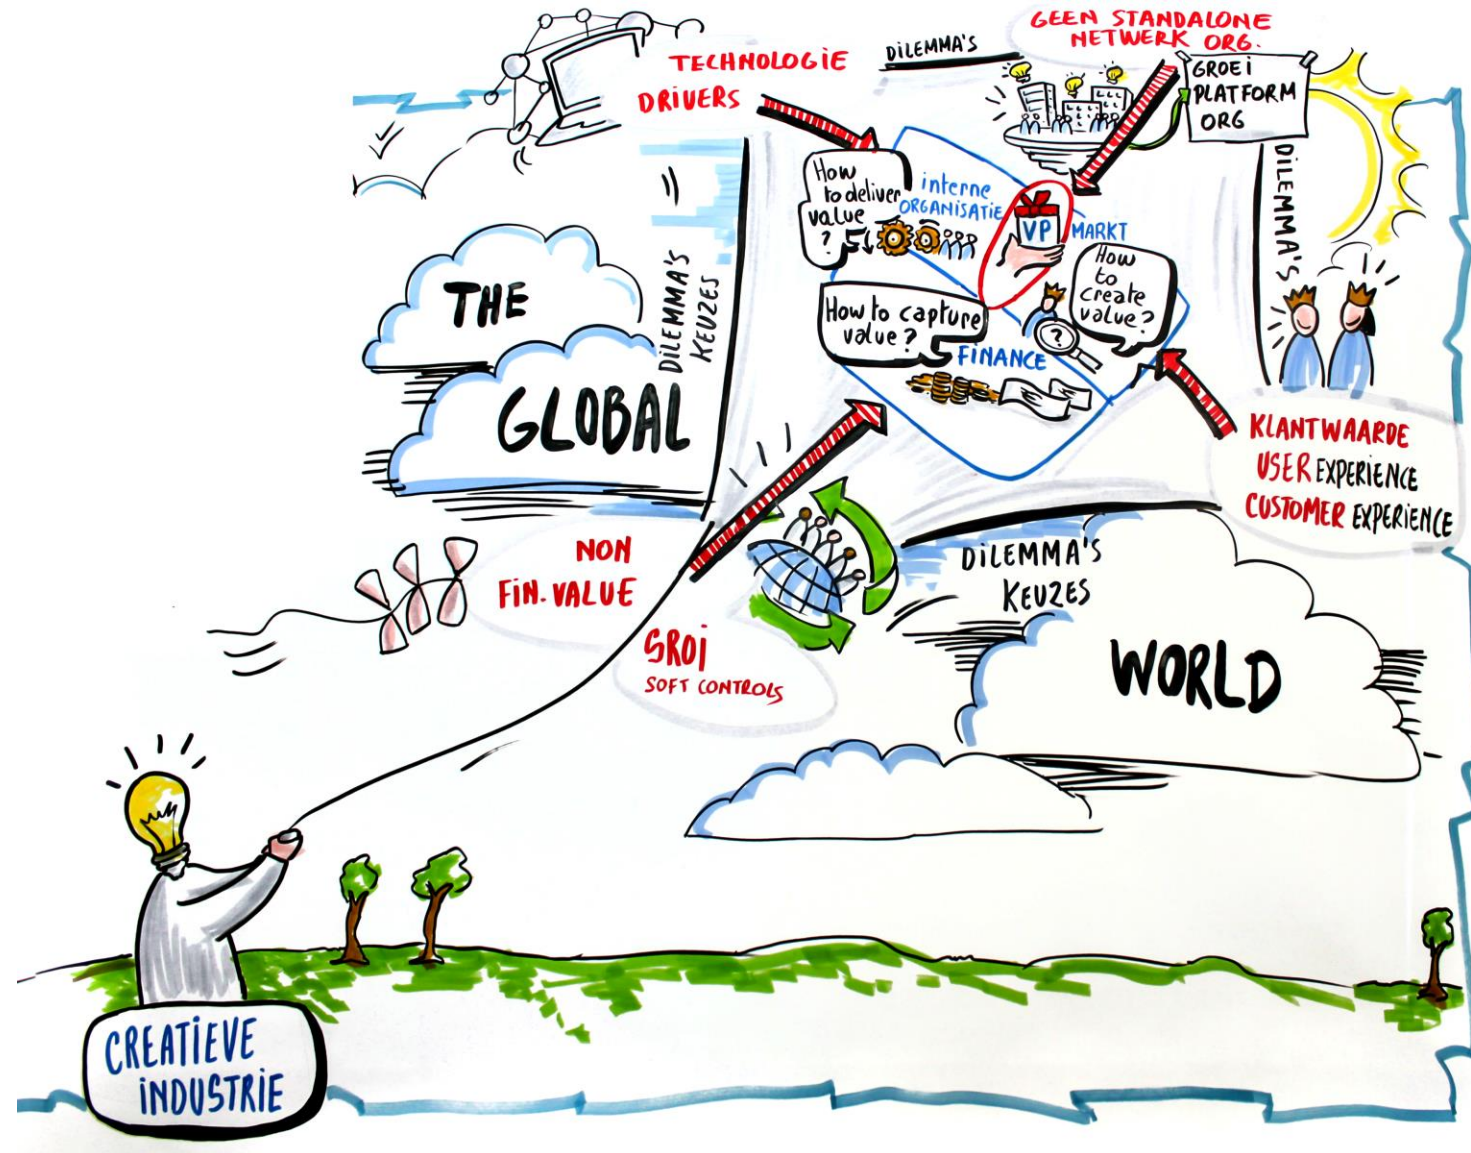 GEEN STANDALONE
NETWERK ORG.
DILEMMA'S
TECHNOLOGIE
DRIVERS
GROEI
PLATFORM
ORG
How
to deliver
value
?
interne
ORGANISATIE
VP
MARKT
DILEMMA'S
How
to
create
value?
THE
DILEMMA'S
KEUZES
How to capture
value?
?
FINANCE
GLOBAL
KLANTWAARDE
USER EXPERIENCE
CUSTOMER EXPERIENCE
NON
FIN. VALUE
DILEMMA'S
KEUZES
SROI
SOFT CONTROLS
WORLD
CREATIEVE
INDUSTRIE